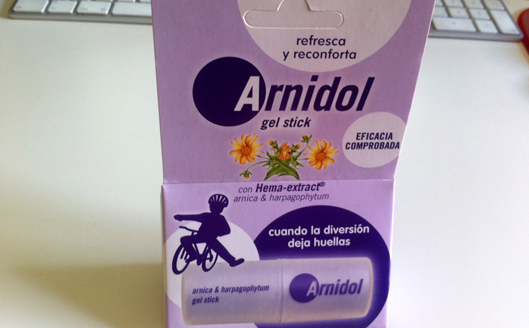 refresca
y reconforta
Arnidol
gel stick
EFICACIA
COMPROBADA
con Hema-extract®
arnica & harpagophytum
cuando la diversión
deja huellas
arnica & harpagophytum
gel stick
Arnidol